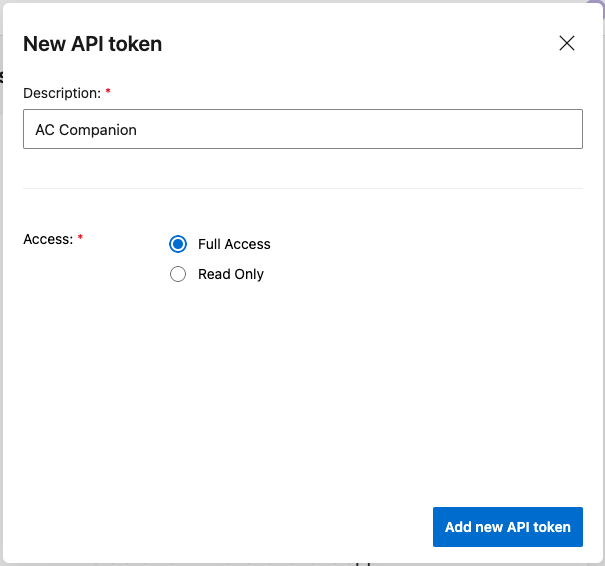 New API token
Description: *
AC Companion
Access: *
Full Access
Read Only
Add new API token